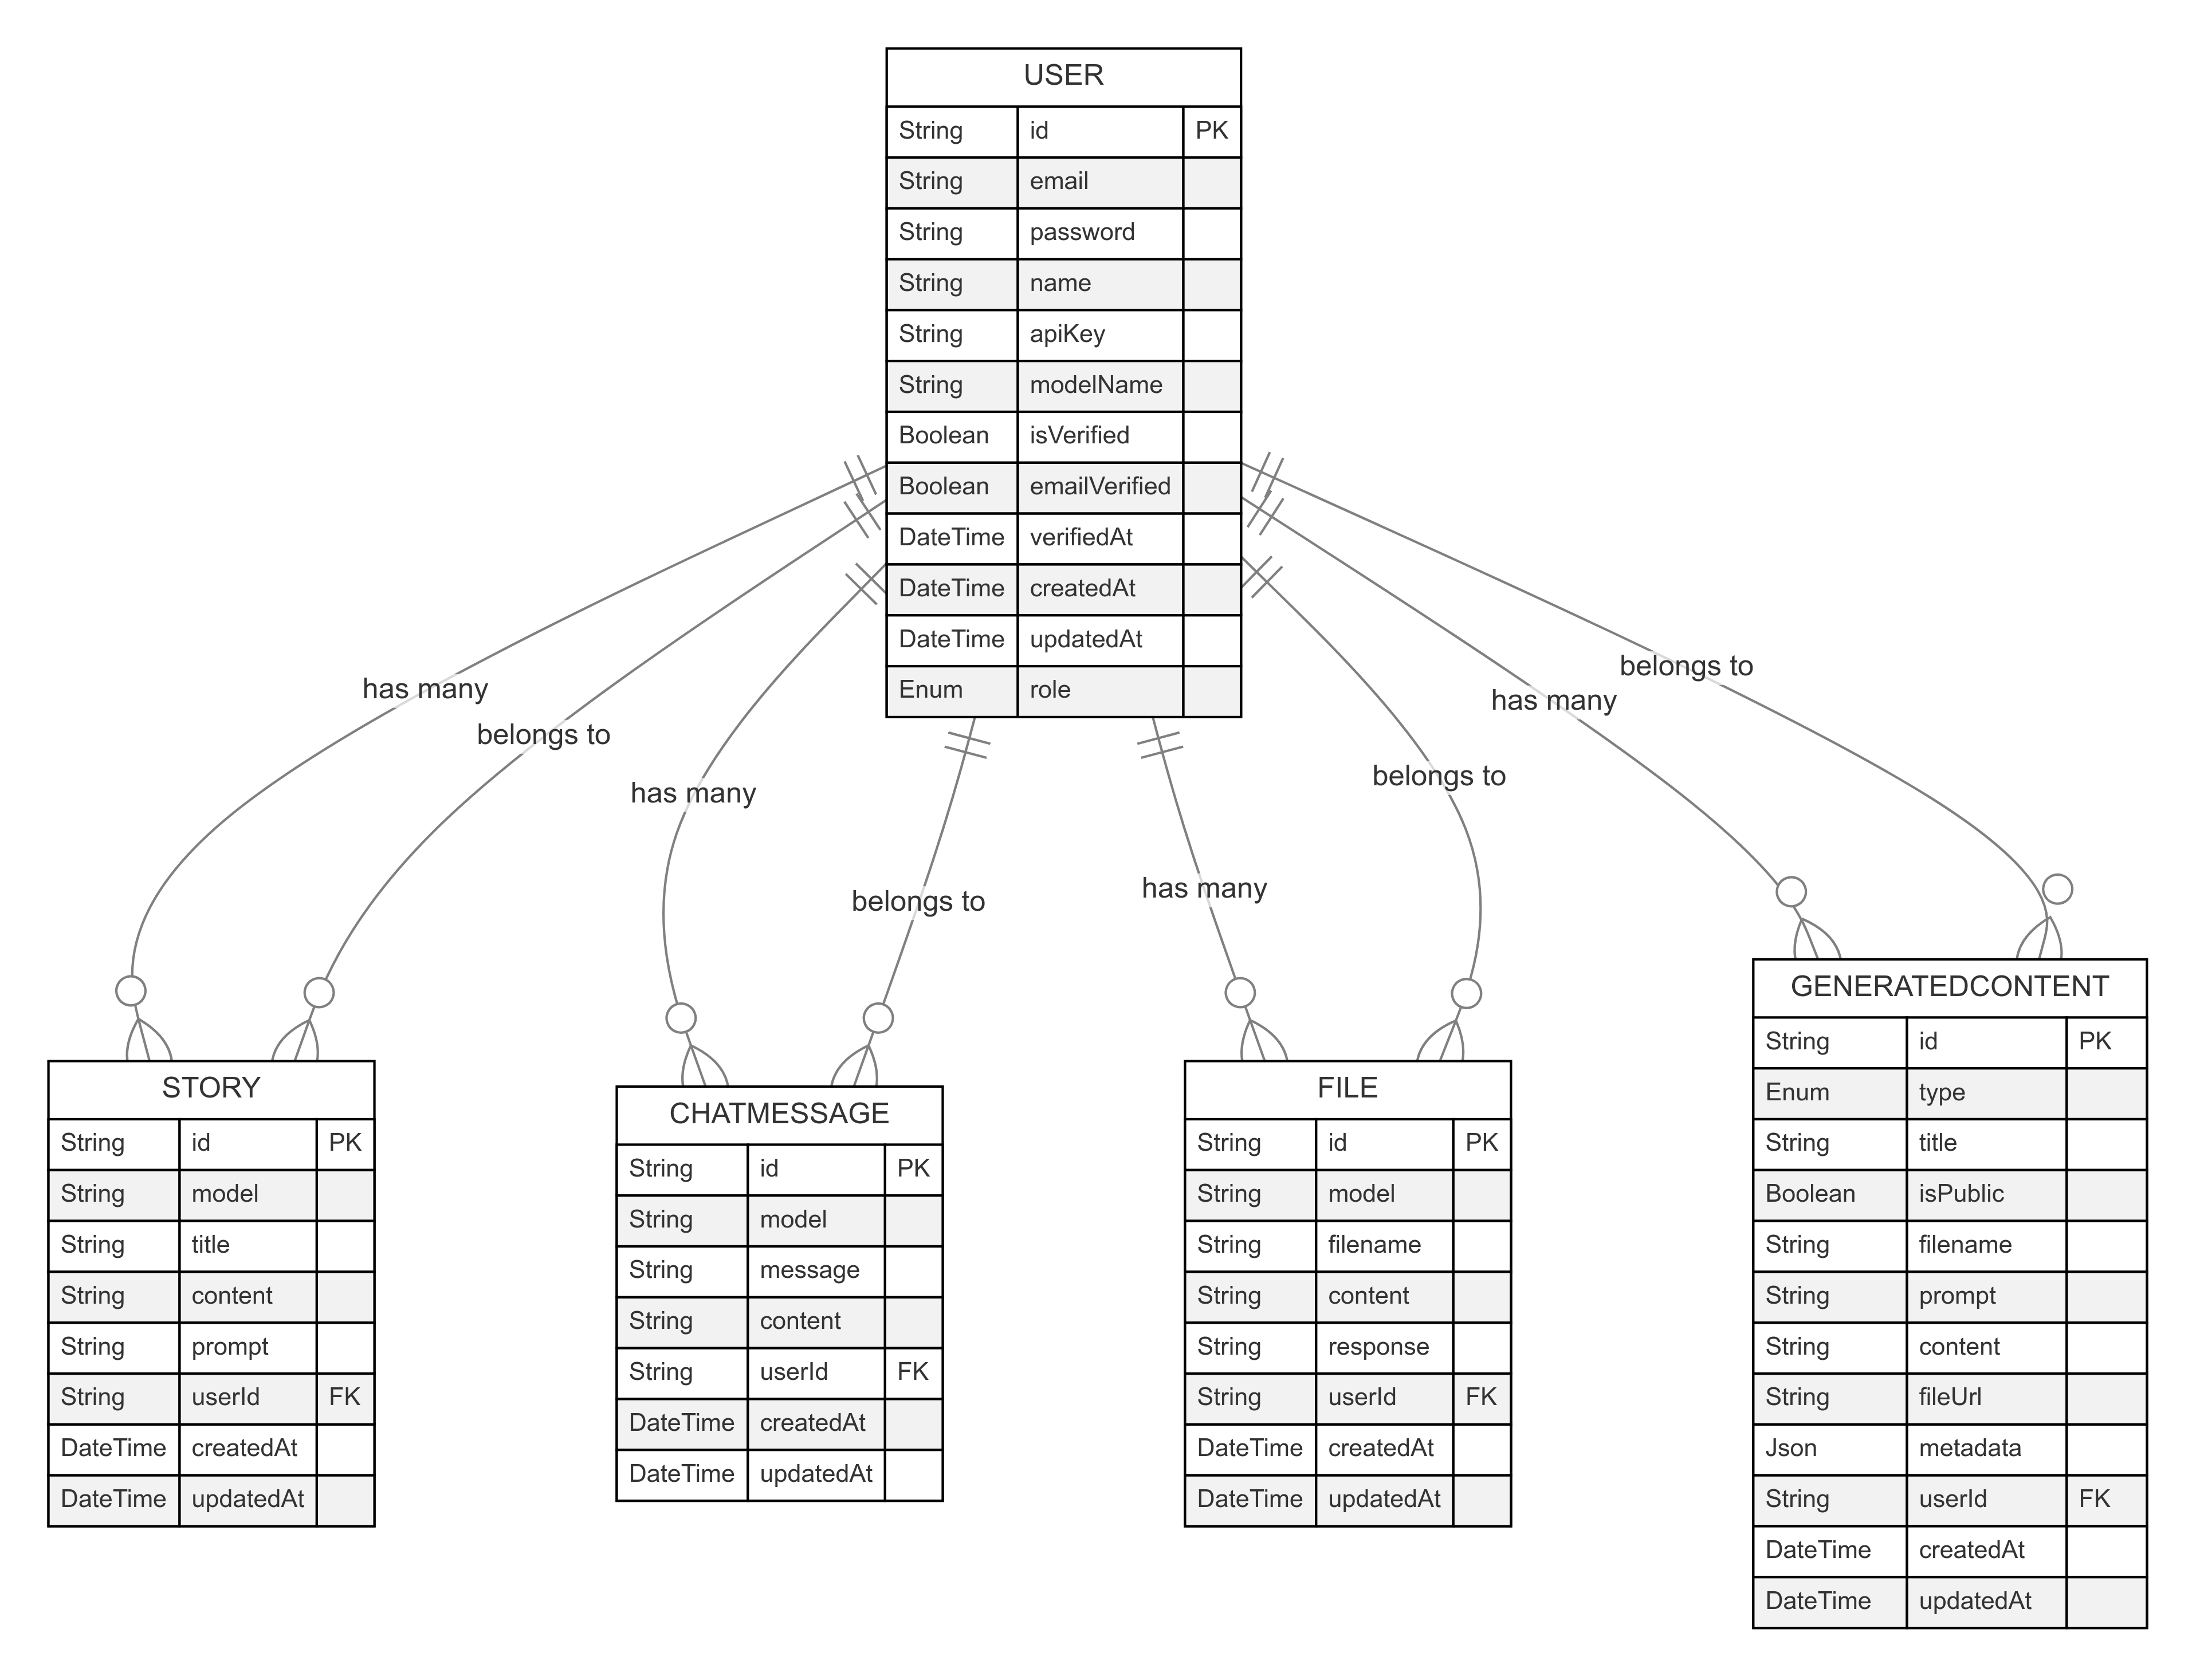 USER
String id PK
String email
String password
String name
String apiKey
String modelName
Boolean isVerified
Boolean emailVerified
DateTime verifiedAt
DateTime createdAt
DateTime updatedAt
Enum role
has many
belongs to
has many
belongs to
has many
belongs to
has many
belongs to
STORY
String id PK
String model
String title
String content
String prompt
String userId FK
DateTime createdAt
DateTime updatedAt
CHATMESSAGE
String id PK
String model
String message
String content
String userId FK
DateTime createdAt
DateTime updatedAt
FILE
String id PK
String model
String filename
String content
String response
String userId FK
DateTime createdAt
DateTime updatedAt
GENERATEDCONTENT
String id PK
Enum type
String title
Boolean isPublic
String filename
String prompt
String content
String fileUrl
Json metadata
String userId FK
DateTime createdAt
DateTime updatedAt